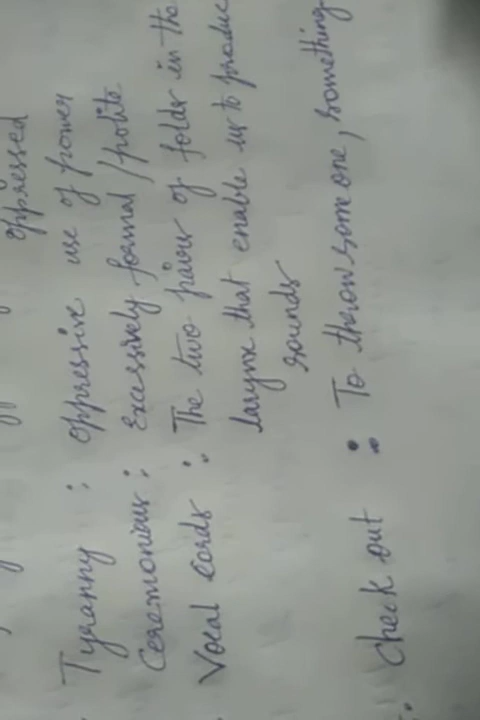 oppressed
Tyranny : oppressive use of power
Ceremonious : Excessively formal / polite
Vocal cords : The two pairs of folds in the
larynx that enable us to produc
sounds
Check out : To throw some one, something